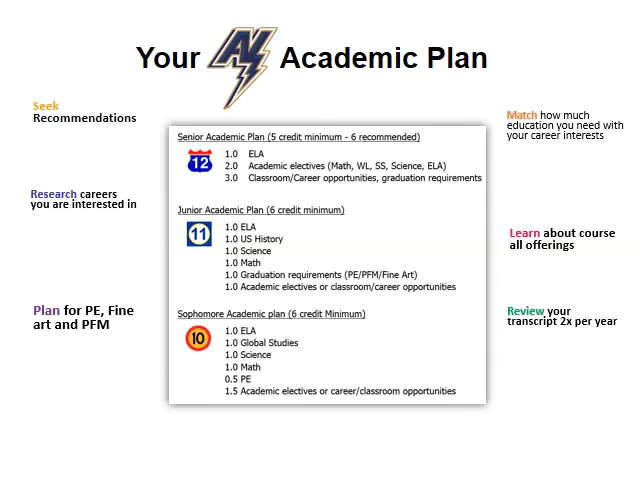 Your AV Academic Plan
Seek
Recommendations
Match how much
education you need with
your career interests
Research careers
you are interested in
Learn about course
all offerings
Plan for PE, Fine
art and PFM
Review your
transcript 2x per year
Senior Academic Plan (5 credit minimum - 6 recommended)
12
1.0 ELA
2.0 Academic electives (Math, WL, SS, Science, ELA)
3.0 Classroom/Career opportunities, graduation requirements
Junior Academic Plan (6 credit minimum)
11
1.0 ELA
1.0 US History
1.0 Science
1.0 Math
1.0 Graduation requirements (PE/PFM/Fine Art)
1.0 Academic electives or classroom/career opportunities
Sophomore Academic plan (6 credit Minimum)
10
1.0 ELA
1.0 Global Studies
1.0 Science
1.0 Math
0.5 PE
1.5 Academic electives or career/classroom opportunities